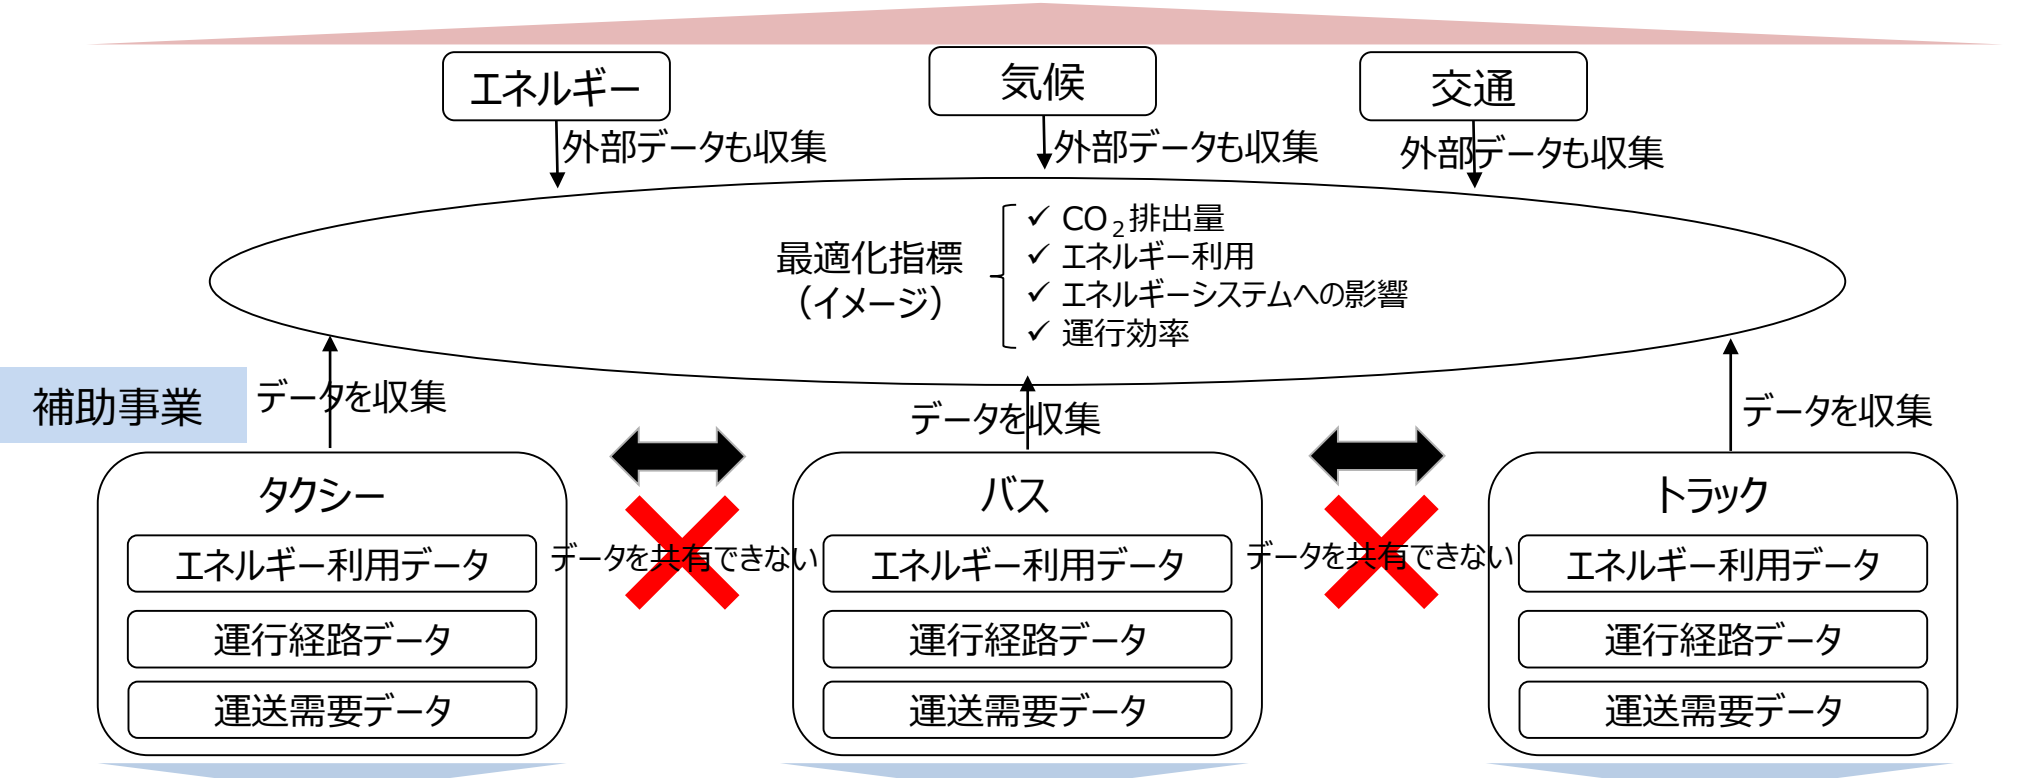 エネルギー
気候
交通
外部データも収集
外部データも収集
外部データも収集
最適化指標
（イメージ）
✓ CO₂排出量
✓ エネルギー利用
✓ エネルギーシステムへの影響
✓ 運行効率
補助事業
データを収集
データを収集
データを収集
タクシー
エネルギー利用データ
運行経路データ
運送需要データ
データを共有できない
バス
エネルギー利用データ
運行経路データ
運送需要データ
データを共有できない
トラック
エネルギー利用データ
運行経路データ
運送需要データ